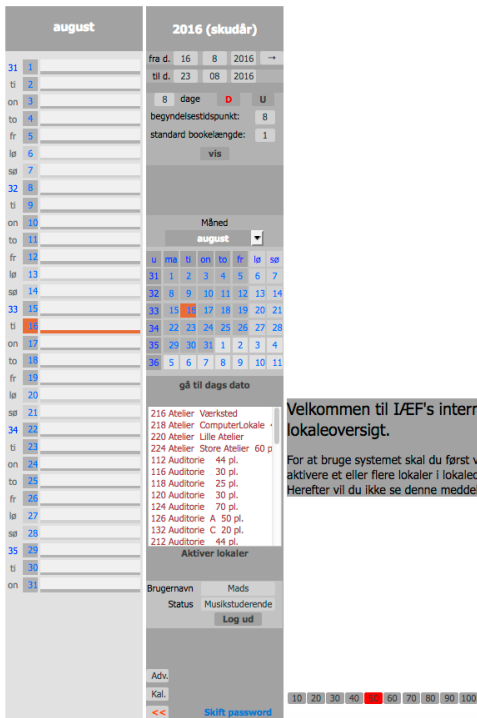 august
31 1
ti 2
on 3
to 4
fr 5
lø 6
sø 7
32 8
ti 9
on 10
to 11
fr 12
lø 13
sø 14
33 15
ti 16
on 17
to 18
fr 19
lø 20
sø 21
34 22
ti 23
on 24
to 25
fr 26
lø 27
sø 28
35 29
ti 30
on 31
2016 (skudår)
fra d. 16 8 2016 →
til d. 23 08 2016
8 dage D U
begyndelsestidspunkt: 8
standard bookelængde: 1
vis
Måned
august
u ma ti on to fr lø sø
31 1 2 3 4 5 6 7
32 8 9 10 11 12 13 14
33 15 16 17 18 19 20 21
34 22 23 24 25 26 27 28
35 29 30 31 1 2 3 4
36 5 6 7 8 9 10 11
gå til dags dato
216 Atelier Værksted
218 Atelier ComputerLokale
220 Atelier Lille Atelier
224 Atelier Store Atelier 60 p
112 Auditorie 44 pl.
116 Auditorie 30 pl.
118 Auditorie 25 pl.
120 Auditorie 30 pl.
124 Auditorie 70 pl.
126 Auditorie A 50 pl.
132 Auditorie C 20 pl.
212 Auditorie 44 pl.
Aktiver lokaler
Brugernavn Mads
Status Musikstuderende
Log ud
Adv.
Kal.
<< Skift password
Velkommen til IÆF's intern
lokaleoversigt.
For at bruge systemet skal du først v
aktivere et eller flere lokaler i lokaleo
Herefter vil du ikke se denne medde
10 20 30 40 50 60 70 80 90 100